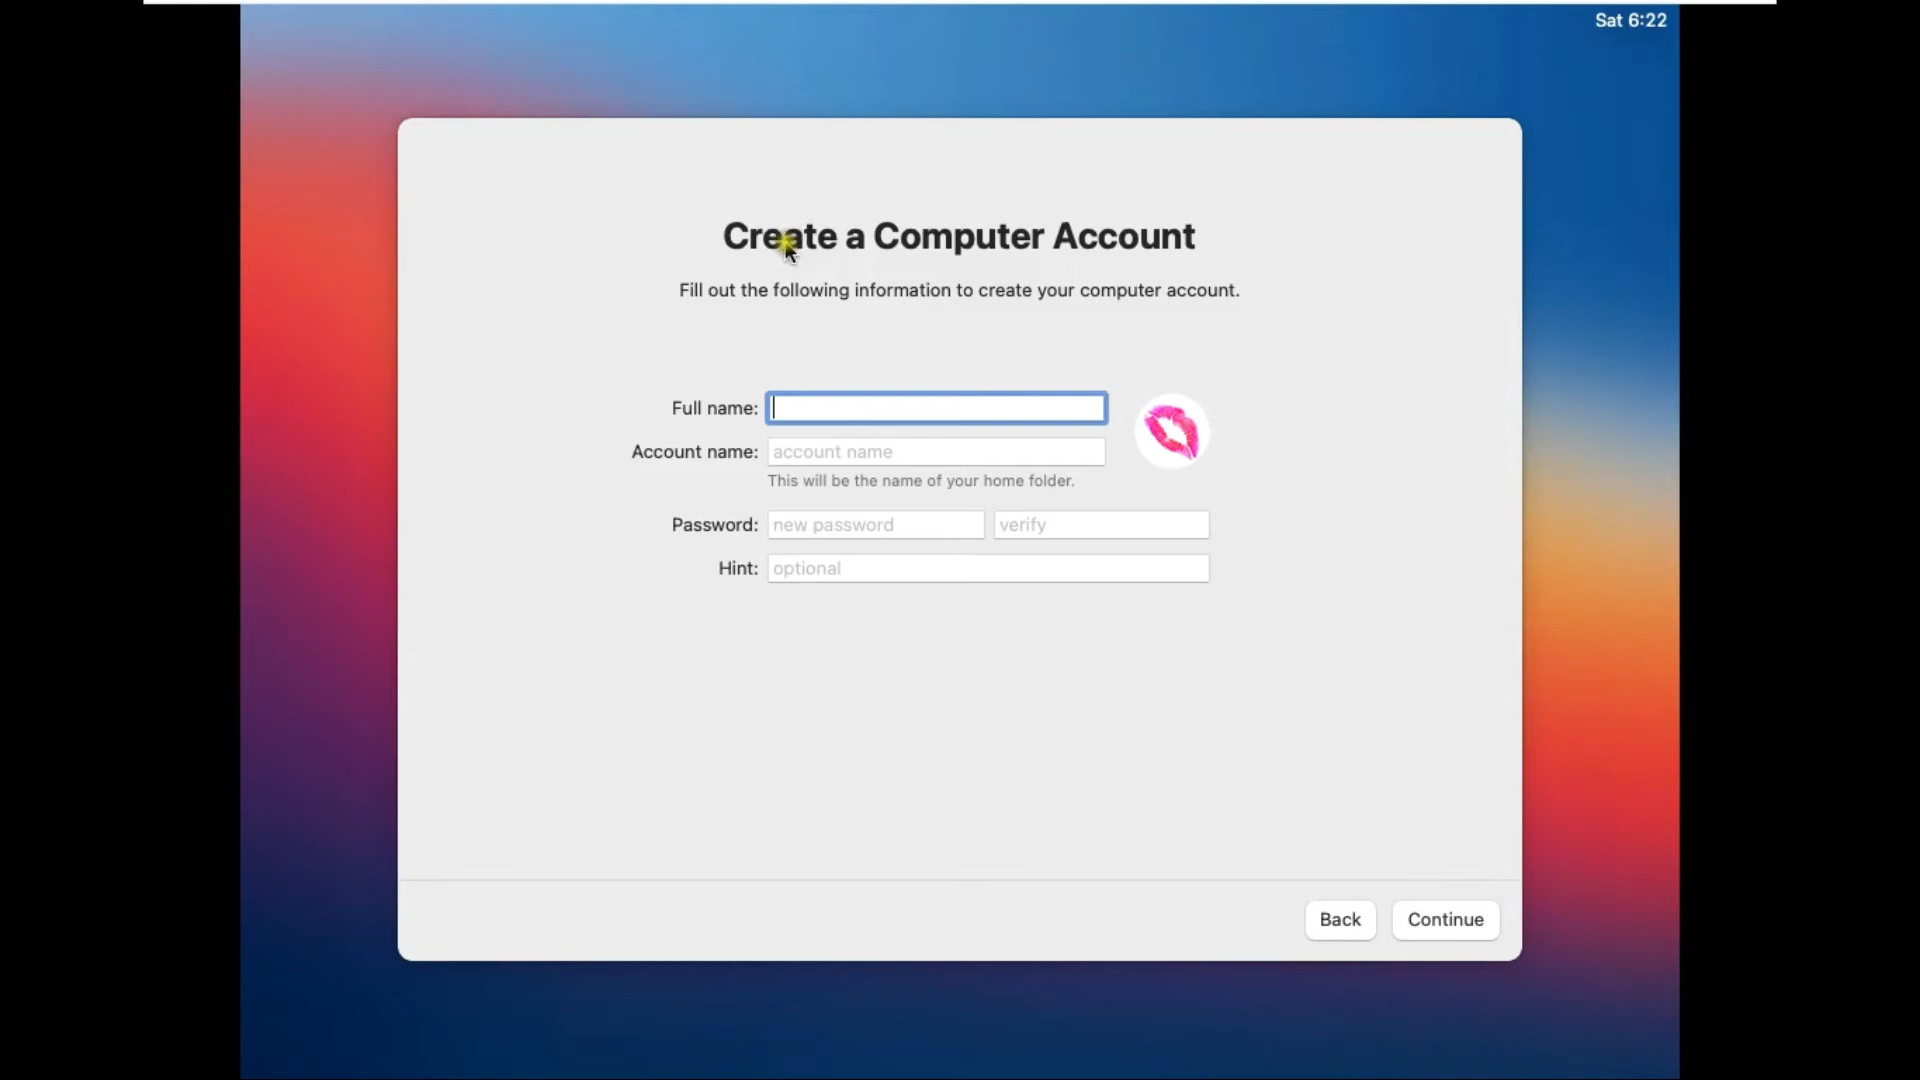 Sat 6:22
Create a Computer Account
Fill out the following information to create your computer account.
Full name:
Account name: account name
This will be the name of your home folder.
Password: new password verify
Hint: optional
Back Continue